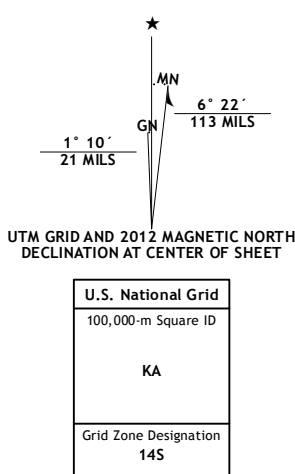 ★
MN
GN
6° 22´
113 MILS
1° 10´
21 MILS
UTM GRID AND 2012 MAGNETIC NORTH
DECLINATION AT CENTER OF SHEET
U.S. National Grid
100,000-m Square ID
KA
Grid Zone Designation
14S